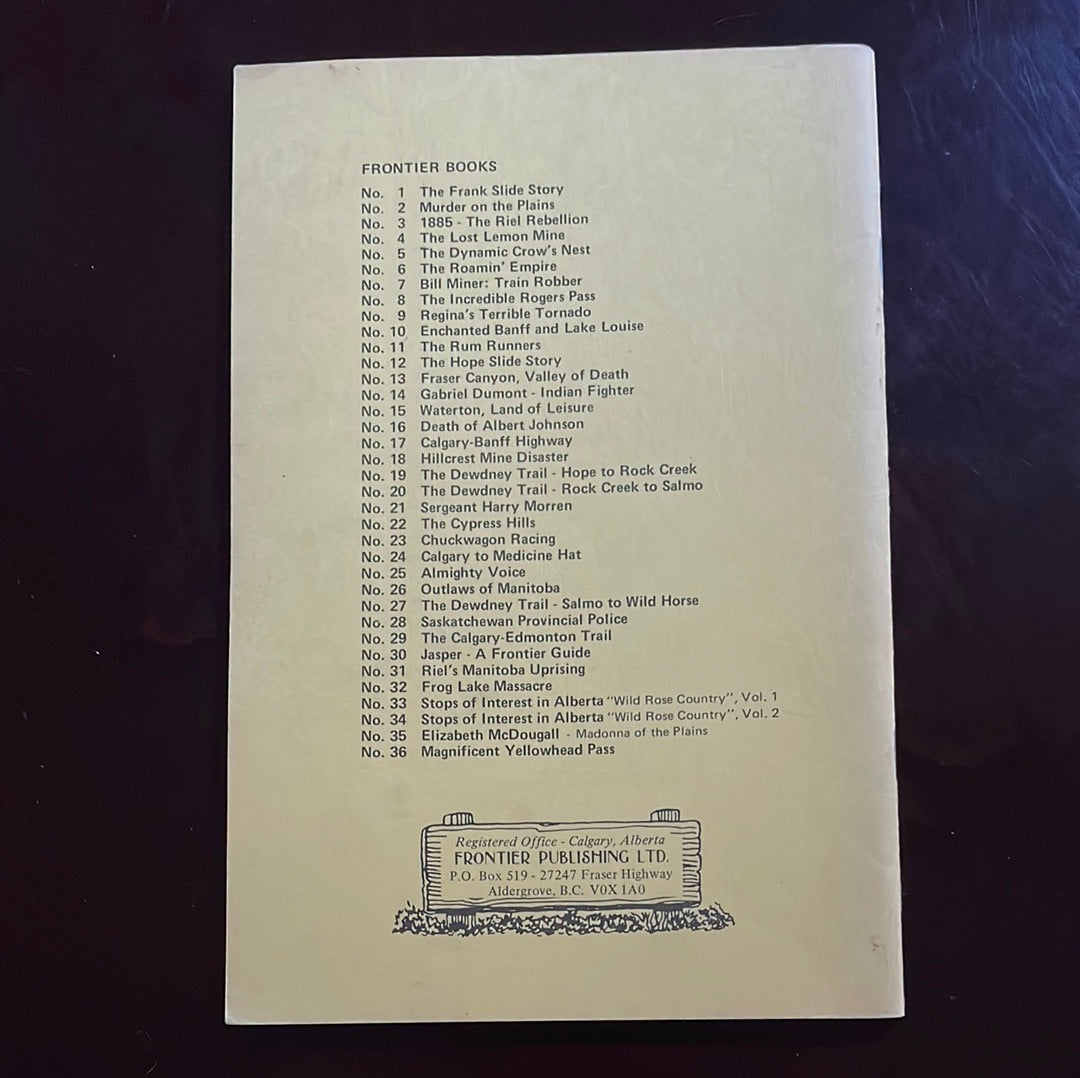 FRONTIER BOOKS
No. 1 The Frank Slide Story
No. 2 Murder on the Plains
No. 3 1885 - The Riel Rebellion
No. 4 The Lost Lemon Mine
No. 5 The Dynamic Crow's Nest
No. 6 The Roamin' Empire
No. 7 Bill Miner: Train Robber
No. 8 The Incredible Rogers Pass
No. 9 Regina's Terrible Tornado
No. 10 Enchanted Banff and Lake Louise
No. 11 The Rum Runners
No. 12 The Hope Slide Story
No. 13 Fraser Canyon, Valley of Death
No. 14 Gabriel Dumont - Indian Fighter
No. 15 Waterton, Land of Leisure
No. 16 Death of Albert Johnson
No. 17 Calgary-Banff Highway
No. 18 Hillcrest Mine Disaster
No. 19 The Dewdney Trail - Hope to Rock Creek
No. 20 The Dewdney Trail - Rock Creek to Salmo
No. 21 Sergeant Harry Morren
No. 22 The Cypress Hills
No. 23 Chuckwagon Racing
No. 24 Calgary to Medicine Hat
No. 25 Almighty Voice
No. 26 Outlaws of Manitoba
No. 27 The Dewdney Trail - Salmo to Wild Horse
No. 28 Saskatchewan Provincial Police
No. 29 The Calgary-Edmonton Trail
No. 30 Jasper - A Frontier Guide
No. 31 Riel's Manitoba Uprising
No. 32 Frog Lake Massacre
No. 33 Stops of Interest in Alberta "Wild Rose Country", Vol. 1
No. 34 Stops of Interest in Alberta "Wild Rose Country", Vol. 2
No. 35 Elizabeth McDougall - Madonna of the Plains
No. 36 Magnificent Yellowhead Pass
Registered Office - Calgary, Alberta
FRONTIER PUBLISHING LTD.
P.O. Box 519 - 27247 Fraser Highway
Aldergrove, B.C. V0X 1A0